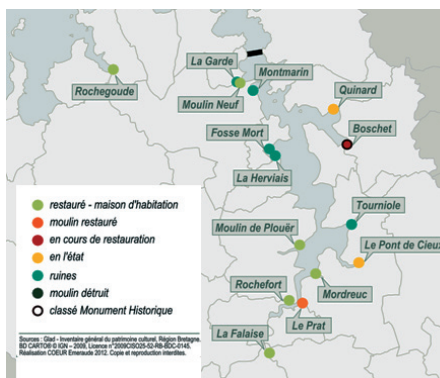 La Garde
Montmarin
Quinard
Rochegoude
Moulin Neuf
Fosse Mort
Boschet
La Herviais
Tourniole
Moulin de Plouër
Le Pont de Cieux
Rochefort
Mordreuc
Le Prat
La Falaise
restauré - maison d'habitation
moulin restauré
en cours de restauration
en l'état
ruines
moulin détruit
classé Monument Historique
Sources : Glad - Inventaire général du patrimoine culturel, Région Bretagne,
BD CARTO® © IGN – 2009, Licence n°2009CISO25-52-RB-BDC-0145,
Réalisation COEUR Emeraude 2012. Copie et reproduction interdites.